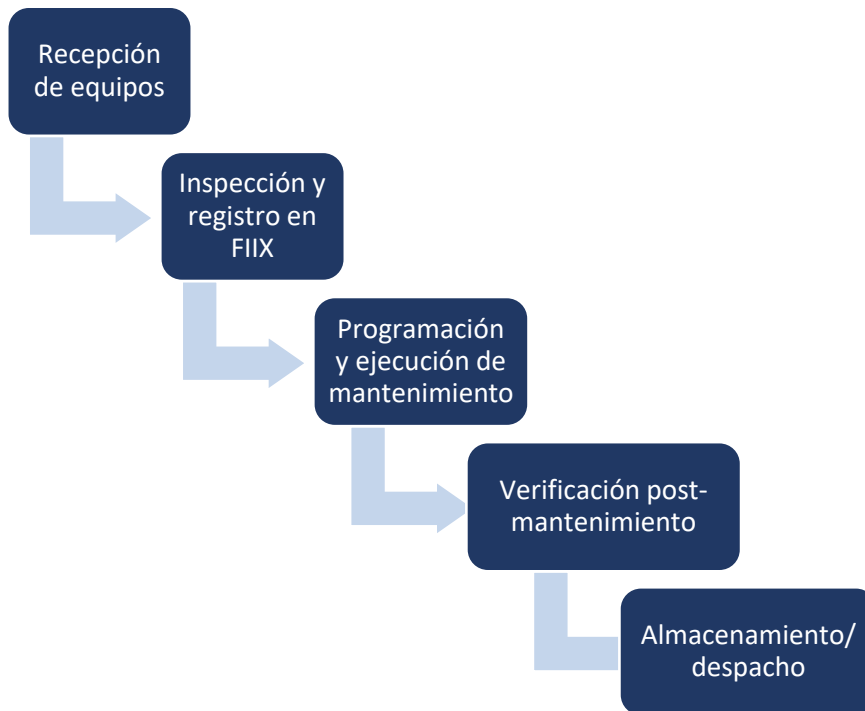 Recepción
de equipos
Inspección y
registro en
FIIX
Programación
y ejecución de
mantenimiento
Verificación post-
mantenimiento
Almacenamiento/
despacho